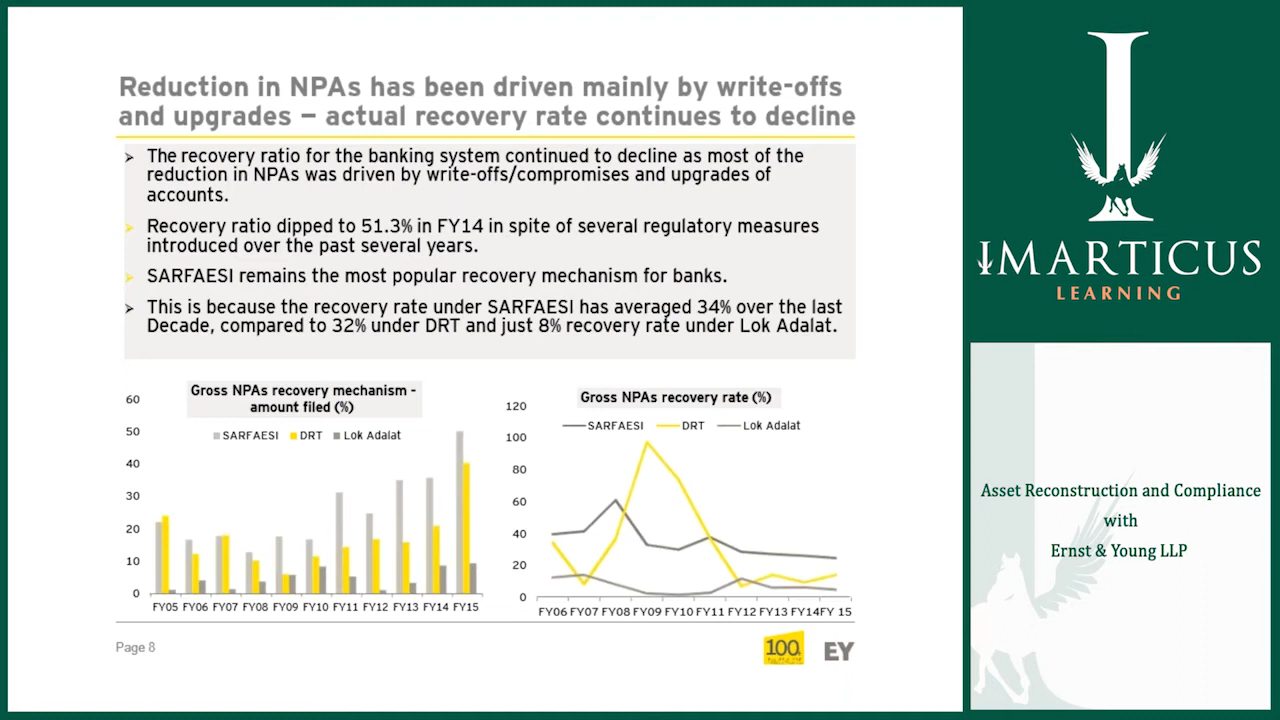 Reduction in NPAs has been driven mainly by write-offs
and upgrades – actual recovery rate continues to decline
The recovery ratio for the banking system continued to decline as most of the
reduction in NPAs was driven by write-offs/compromises and upgrades of
accounts.
Recovery ratio dipped to 51.3% in FY14 in spite of several regulatory measures
introduced over the past several years.
SARFAESI remains the most popular recovery mechanism for banks.
This is because the recovery rate under SARFAESI has averaged 34% over the last
Decade, compared to 32% under DRT and just 8% recovery rate under Lok Adalat.
Gross NPAs recovery mechanism -
amount filed (%)
SARFAESI DRT Lok Adalat
60
50
40
30
20
10
0
FY05 FY06 FY07 FY08 FY09 FY10 FY11 FY12 FY13 FY14 FY15
Gross NPAs recovery rate (%)
SARFAESI DRT Lok Adalat
120
100
80
60
40
20
0
FY06 FY07 FY08 FY09 FY10 FY11 FY12 FY13 FY14 FY 15
Page 8
100
EY
IMARTICUS
LEARNING
Asset Reconstruction and Compliance
with
Ernst & Young LLP